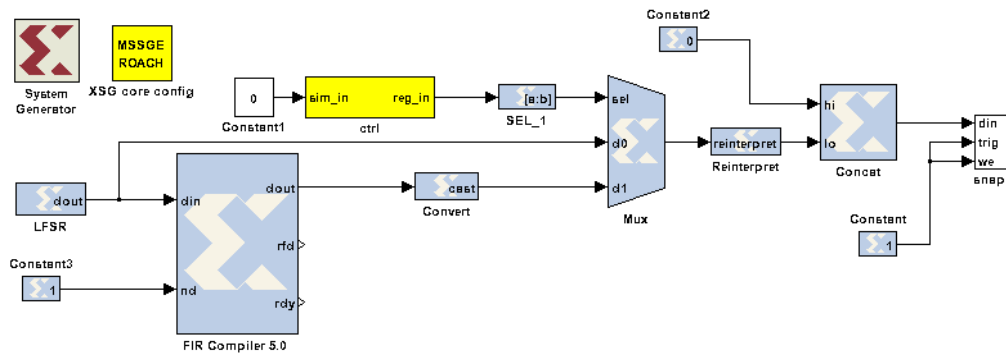 Constant2
0
MSSGE
ROACH
System
Generator
XSG core config
0
Constant1
sim_in
reg_in
ctrl
[a:b]
SEL_1
sel
d0
d1
Mux
reinterpret
Reinterpret
hi
lo
Concat
din
trig
we
snap
dout
LFSR
din
nd
dout
rfd
rdy
FIR Compiler 5.0
cast
Convert
Constant
1
Constant3
1